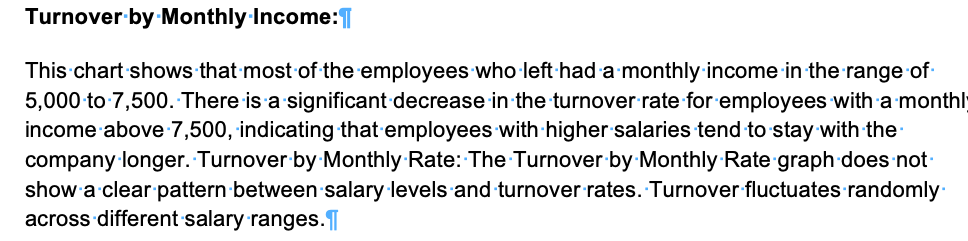 Turnover by Monthly Income:¶
This chart shows that most of the employees who left had a monthly income in the range of
5,000 to 7,500. There is a significant decrease in the turnover rate for employees with a monthly
income above 7,500, indicating that employees with higher salaries tend to stay with the
company longer. Turnover by Monthly Rate: The Turnover by Monthly Rate graph does not
show a clear pattern between salary levels and turnover rates. Turnover fluctuates randomly
across different salary ranges.¶